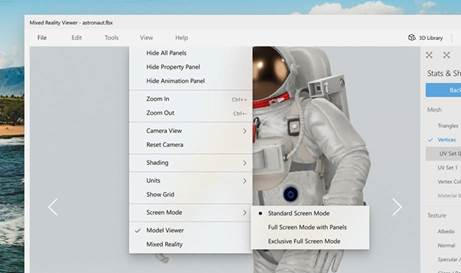 Mixed Reality Viewer - astronaut.fbx
File Edit Tools View Help 3D Library
Hide All Panels
Hide Property Panel
Hide Animation Panel
Zoom In Ctrl+
Zoom Out Ctrl+-
Camera View
Reset Camera
Shading
Units
Show Grid
Screen Mode
Standard Screen Mode
Full Screen Mode with Panels
Exclusive Full Screen Mode
Model Viewer
Mixed Reality
Stats & Sh
Bac
Mesh
Triangles
Vertices
UV Set
UV Set 1
Vertex Col
Material
Texture
Albedo
Normal
Specular /